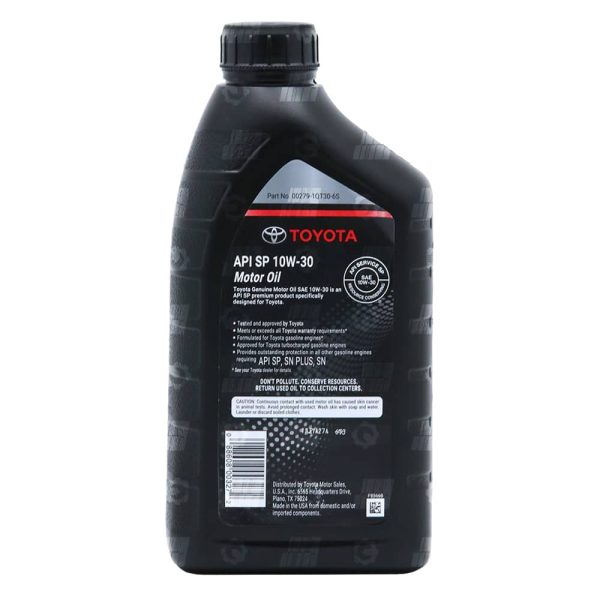 Part No. 00279-1QT30-6S
TOYOTA
API SP 10W-30
Motor Oil
Toyota Genuine Motor Oil SAE 10W-30 is an
API SP premium product specifically
designed for Toyota.
API SERVICE SP
SAE
10W-30
RESOURCE CONSERVING
• Tested and approved by Toyota
• Meets or exceeds all Toyota warranty requirements*
• Formulated for Toyota gasoline engines*
• Approved for Toyota turbocharged gasoline engines
• Provides outstanding protection in all other gasoline engines
requiring API SP, SN PLUS, SN
* See your Toyota dealer for details.
DON'T POLLUTE. CONSERVE RESOURCES.
RETURN USED OIL TO COLLECTION CENTERS.
CAUTION: Continuous contact with used motor oil has caused skin cancer
in animal tests. Avoid prolonged contact. Wash skin with soap and water.
Launder or discard soiled clothes.
Distributed by Toyota Motor Sales,
U.S.A., Inc. 6565 Headquarters Drive,
Plano, TX 75024
Made in the USA from domestic and/or
imported components.